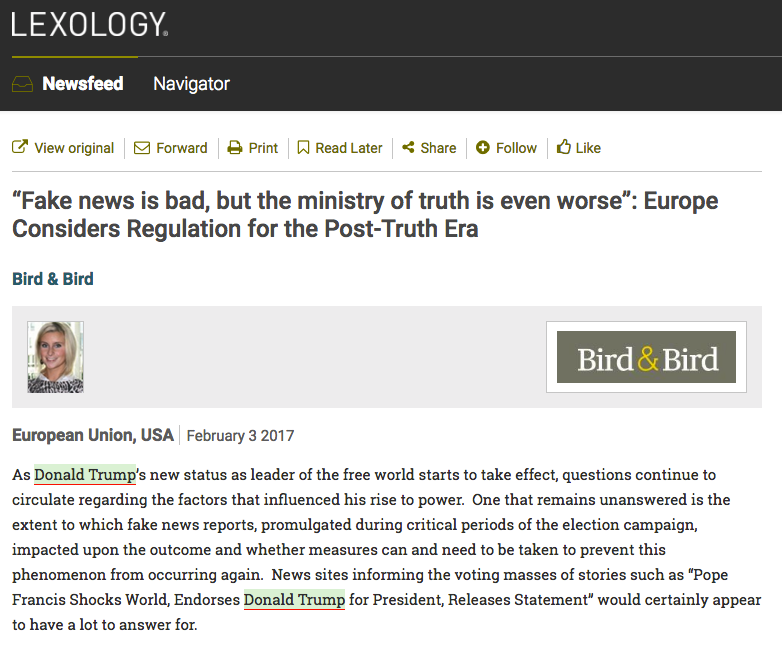 LEXOLOGY®
Newsfeed Navigator
View original Forward Print Read Later Share Follow Like
“Fake news is bad, but the ministry of truth is even worse”: Europe
Considers Regulation for the Post-Truth Era
Bird & Bird
Bird & Bird
European Union, USA February 3 2017
As Donald Trump’s new status as leader of the free world starts to take effect, questions continue to
circulate regarding the factors that influenced his rise to power. One that remains unanswered is the
extent to which fake news reports, promulgated during critical periods of the election campaign,
impacted upon the outcome and whether measures can and need to be taken to prevent this
phenomenon from occurring again. News sites informing the voting masses of stories such as “Pope
Francis Shocks World, Endorses Donald Trump for President, Releases Statement” would certainly appear
to have a lot to answer for.